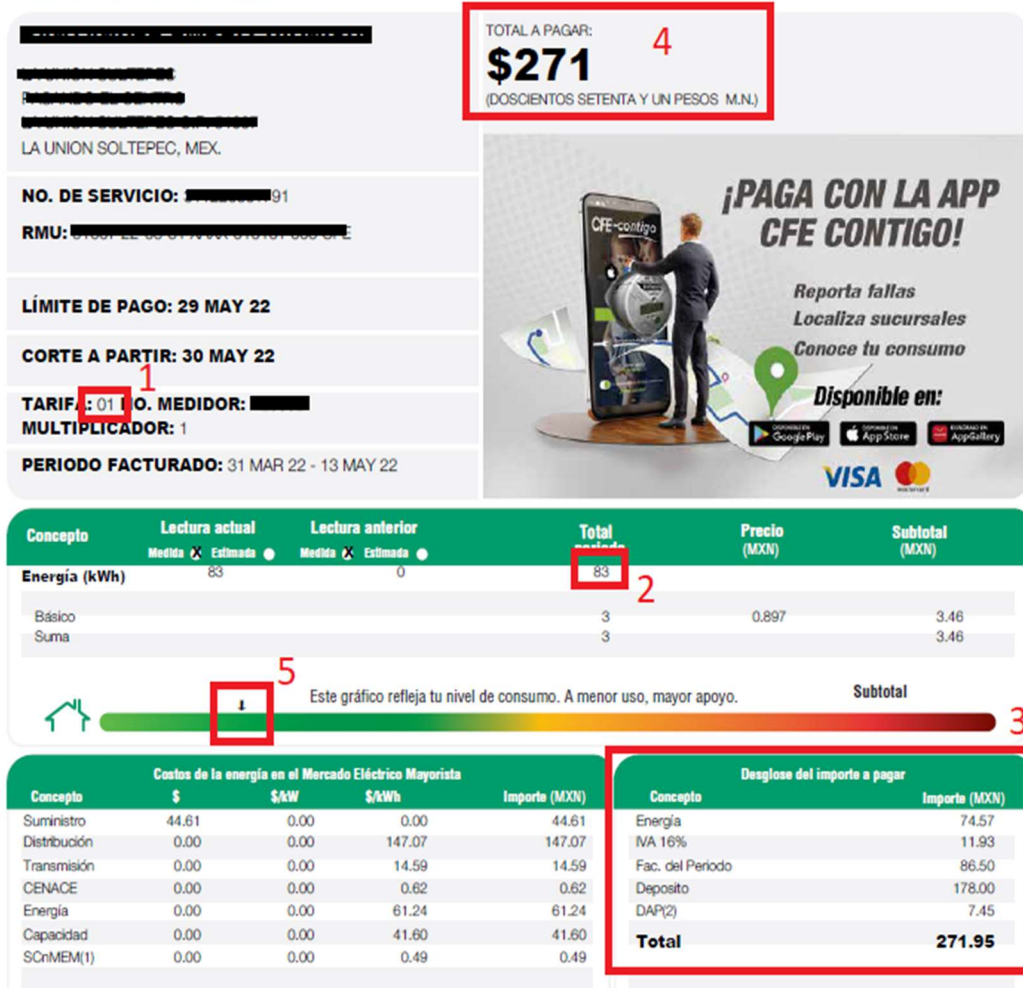 TOTAL A PAGAR:
4
$271
(DOSCIENTOS SETENTA Y UN PESOS M.N.)
LA UNION SOLTEPEC, MEX.
NO. DE SERVICIO: 91
RMU:
LÍMITE DE PAGO: 29 MAY 22
CORTE A PARTIR: 30 MAY 22
1
TARIFA: 01 NO. MEDIDOR:
MULTIPLICADOR: 1
PERIODO FACTURADO: 31 MAR 22 - 13 MAY 22
CFE-contigo
¡PAGA CON LA APP
CFE CONTIGO!
Reporta fallas
Localiza sucursales
Conoce tu consumo
Disponible en:
Google Play App Store AppGallery
VISA
Concepto Lectura actual Lectura anterior Total periodo Precio (MXN) Subtotal (MXN)
Medida X Estimada Medida X Estimada
Energía (kWh) 83 0 83
2
Básico 3 0.897 3.46
Suma 3 3.46
5
Este gráfico refleja tu nivel de consumo. A menor uso, mayor apoyo. Subtotal
3
Costos de la energía en el Mercado Eléctrico Mayorista
Concepto $ $/kW $/kWh Importe (MXN)
Suministro 44.61 0.00 0.00 44.61
Distribución 0.00 0.00 147.07 147.07
Transmisión 0.00 0.00 14.59 14.59
CENACE 0.00 0.00 0.62 0.62
Energía 0.00 0.00 61.24 61.24
Capacidad 0.00 0.00 41.60 41.60
SCnMEM(1) 0.00 0.00 0.49 0.49
Desglose del importe a pagar
Concepto Importe (MXN)
Energía 74.57
IVA 16% 11.93
Fac. del Periodo 86.50
Deposito 178.00
DAP(2) 7.45
Total 271.95